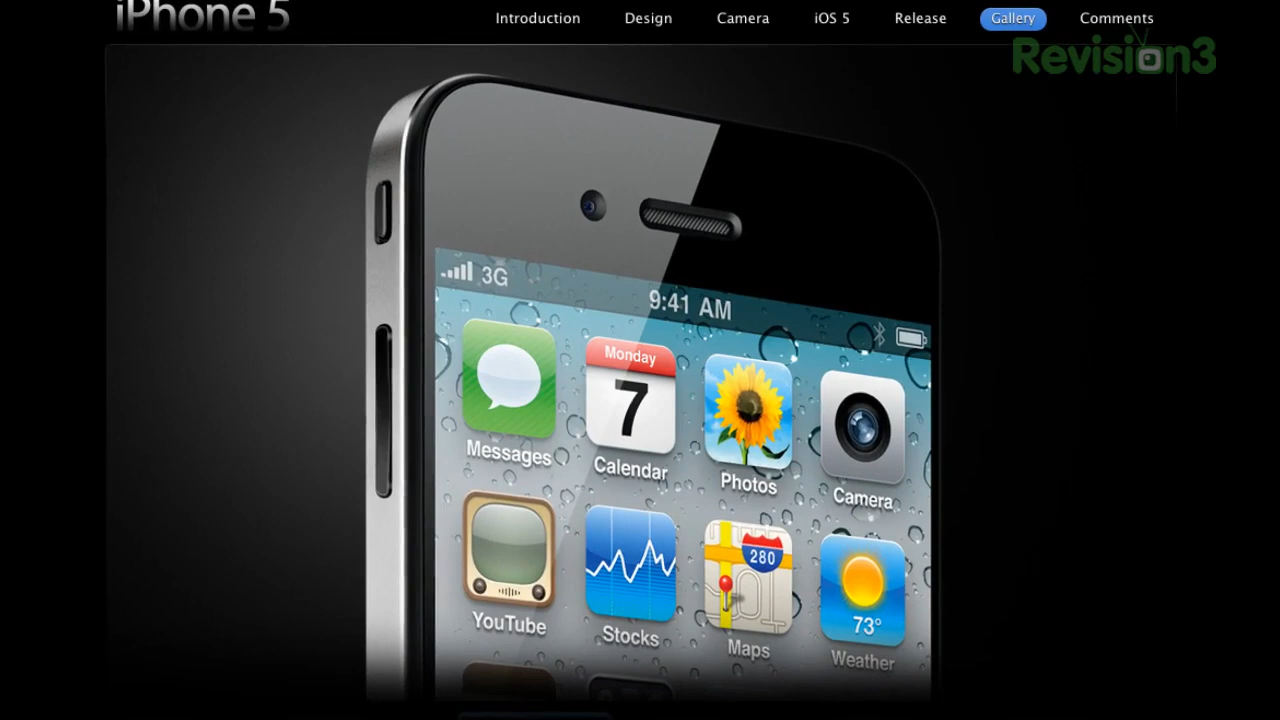 iPhone 5
Introduction Design Camera iOS 5 Release Gallery Comments
Revision3
3G
9:41 AM
Monday
7
280
73°
Messages Calendar Photos Camera
YouTube Stocks Maps Weather